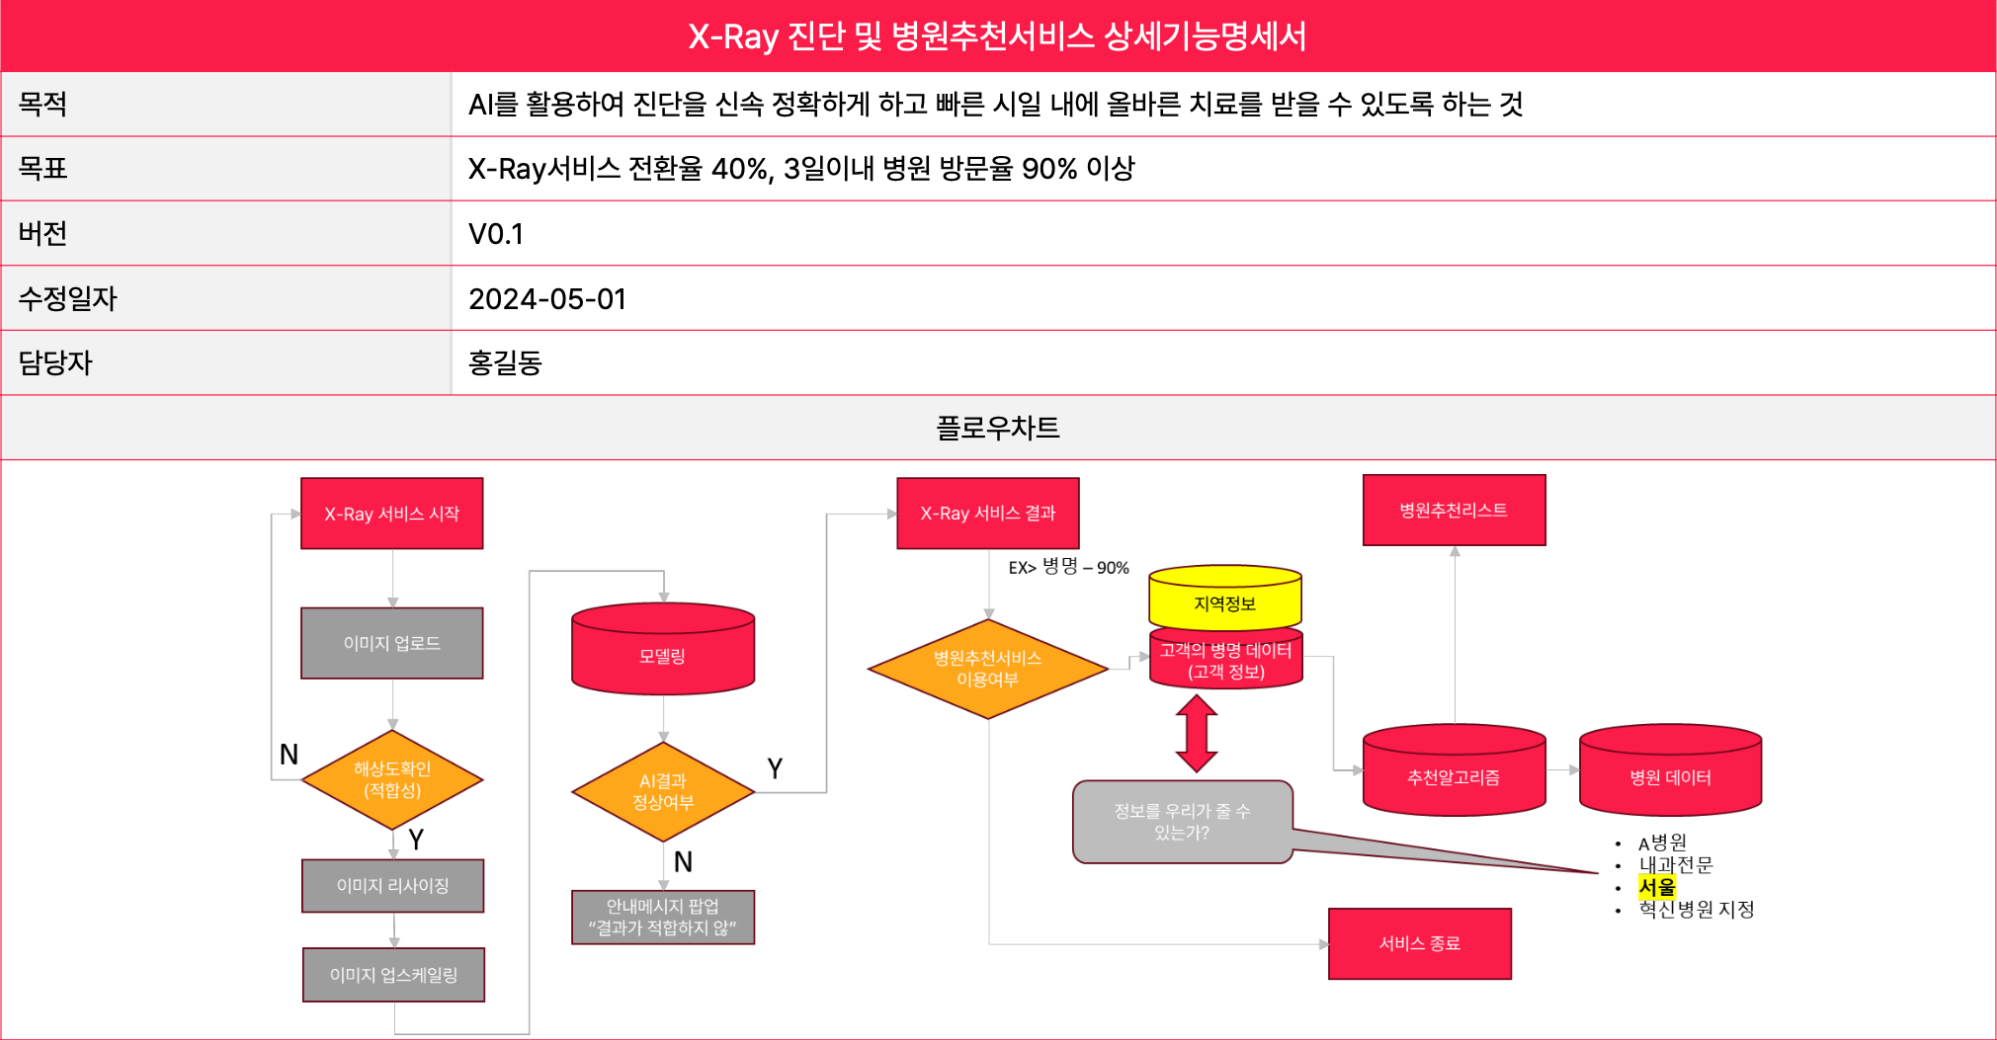 X-Ray 진단 및 병원추천서비스 상세기능명세서
목적
AI를 활용하여 진단을 신속 정확하게 하고 빠른 시일 내에 올바른 치료를 받을 수 있도록 하는 것
목표
X-Ray서비스 전환율 40%, 3일이내 병원 방문율 90% 이상
버전
V0.1
수정일자
2024-05-01
담당자
홍길동
플로우차트
X-Ray 서비스 시작
이미지 업로드
해상도확인
(적합성)
N
Y
이미지 리사이징
이미지 업스케일링
모델링
AI결과
정상여부
Y
N
안내메시지 팝업
“결과가 적합하지 않”
X-Ray 서비스 결과
EX> 병명 – 90%
병원추천서비스
이용여부
지역정보
고객의 병명 데이터
(고객 정보)
정보를 우리가 줄 수
있는가?
병원추천리스트
추천알고리즘
병원 데이터
• A병원
• 내과전문
• 서울
• 혁신병원 지정
서비스 종료